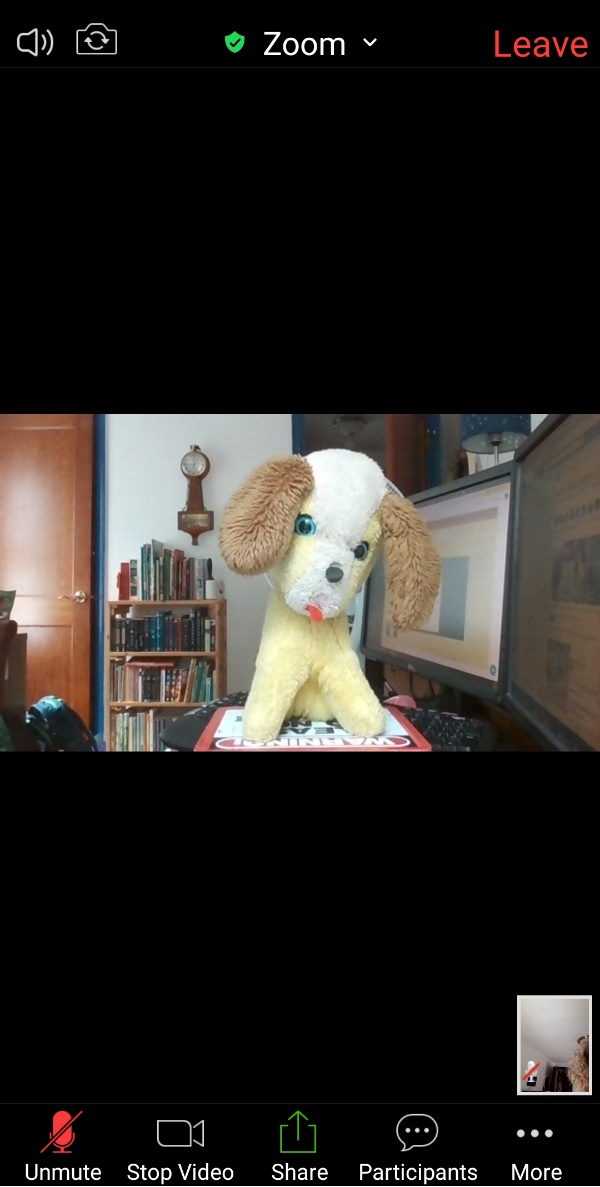 Zoom
Leave
WARNING!
Unmute
Stop Video
Share
Participants
More